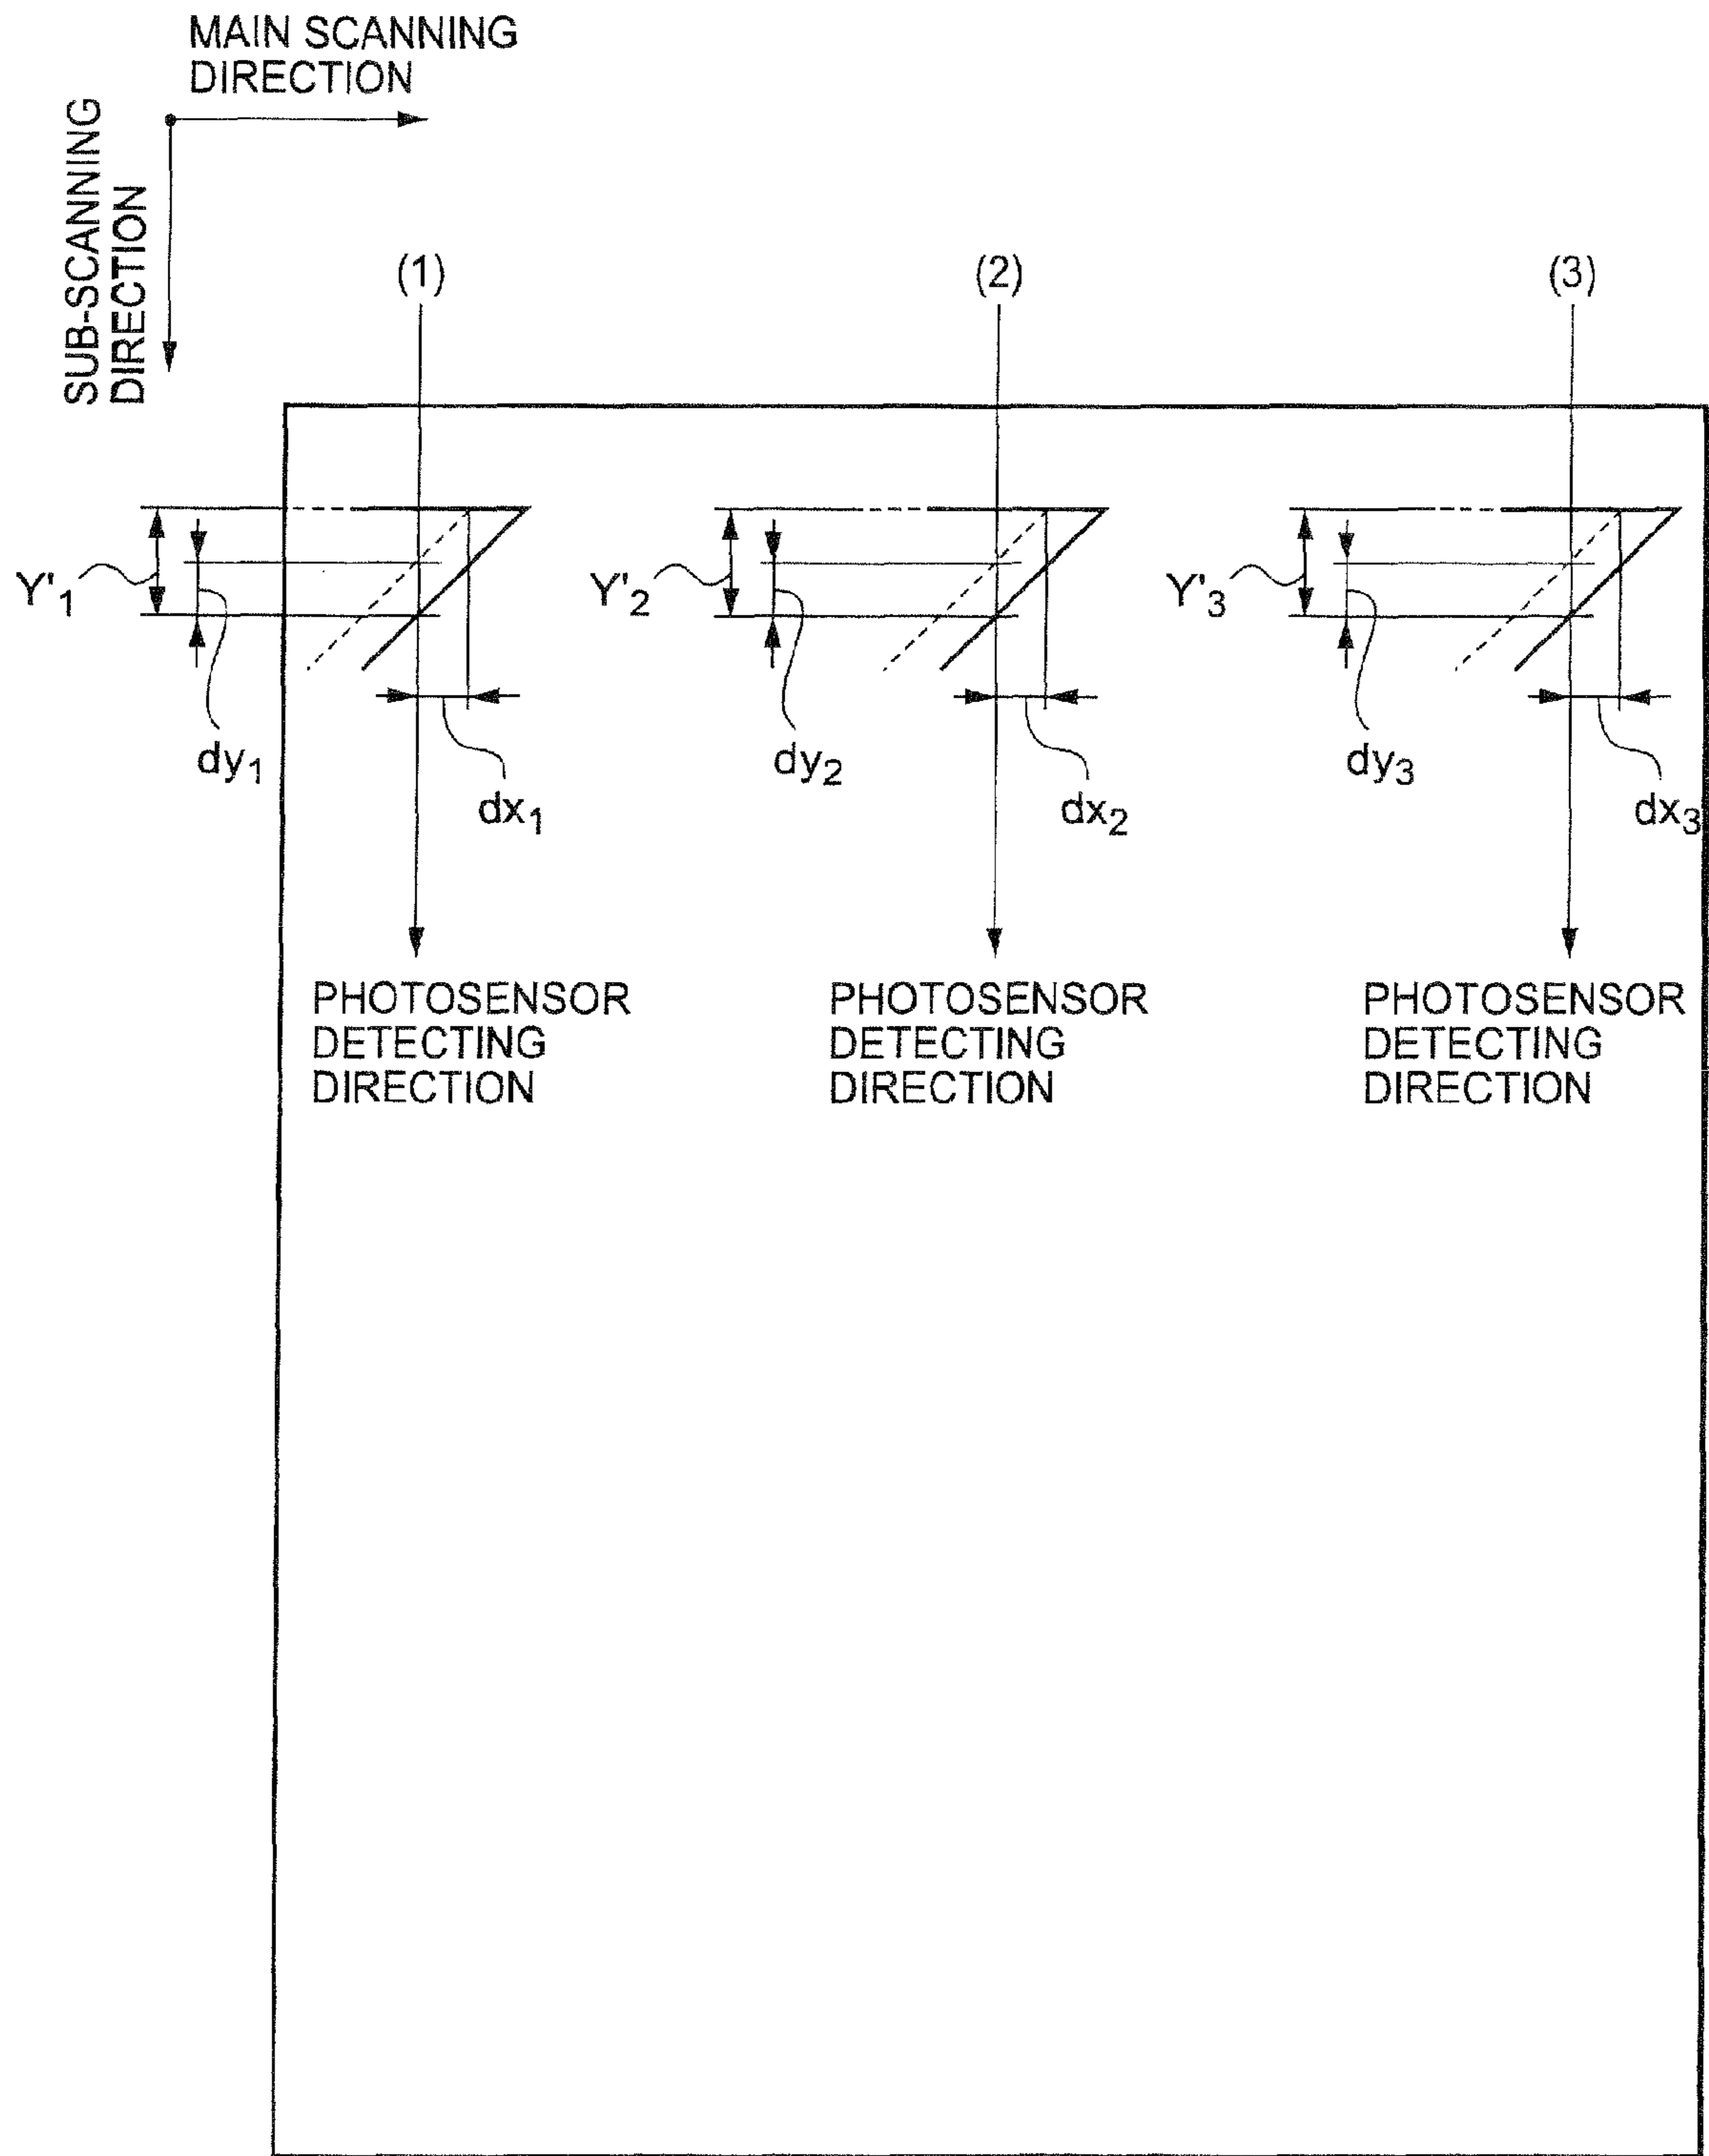 MAIN SCANNING
DIRECTION
SUB-SCANNING
DIRECTION
(1)
(2)
(3)
Y'1
Y'2
Y'3
dy1
dx1
dy2
dx2
dy3
dx3
PHOTOSENSOR
DETECTING
DIRECTION
PHOTOSENSOR
DETECTING
DIRECTION
PHOTOSENSOR
DETECTING
DIRECTION